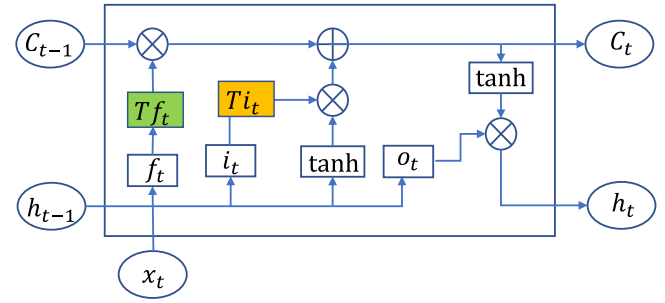 C_{t-1}
C_t
tanh
Tf_t
Ti_t
f_t
i_t
tanh
o_t
h_{t-1}
h_t
x_t